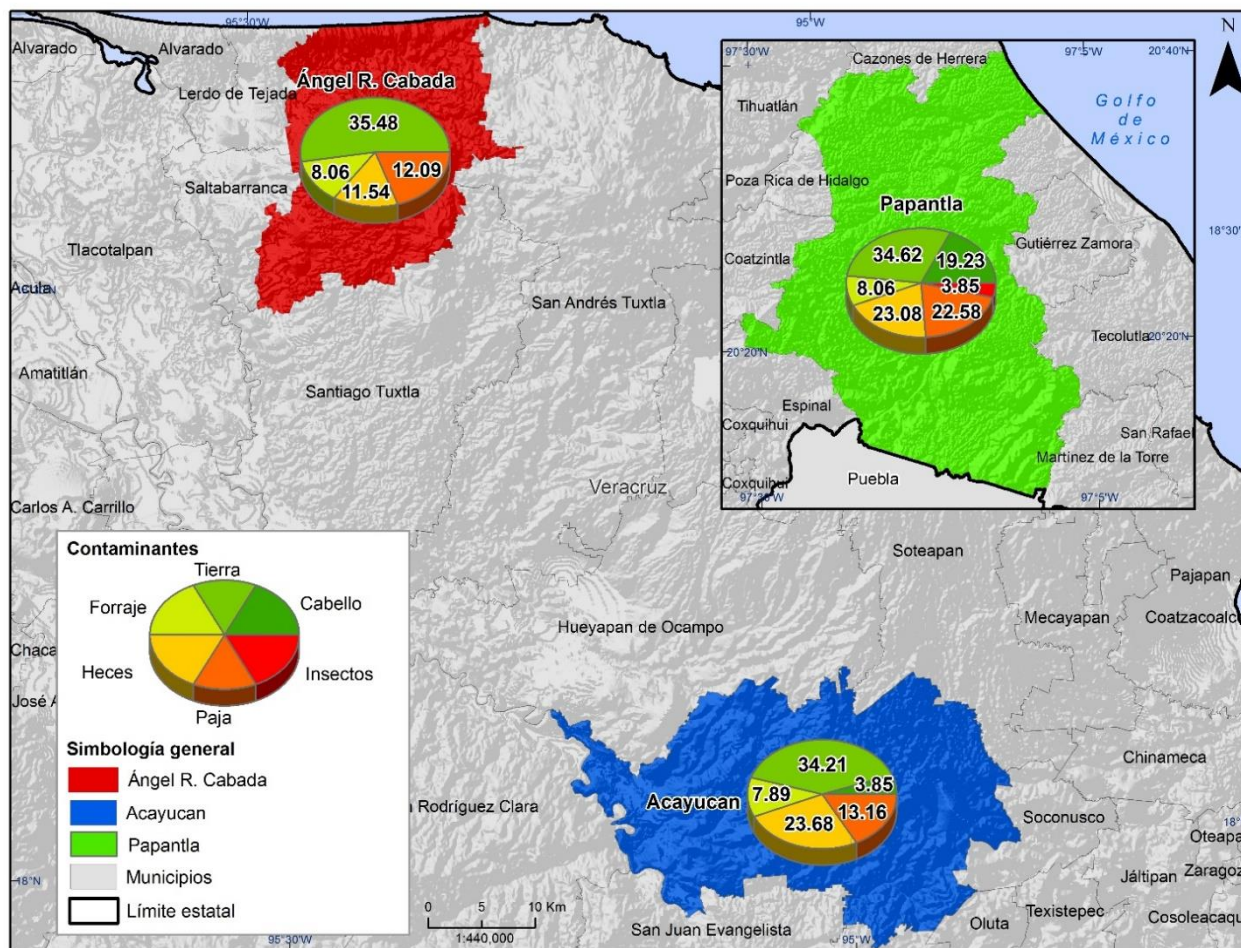 95°30'W
95°W
Alvarado
Alvarado
Lerdo de Tejada
Ángel R. Cabada
35.48
8.06
11.54
12.09
Saltabarranca
Tlacotalpan
Acula
San Andrés Tuxtla
Amatitlán
Santiago Tuxtla
Carlos A. Carrillo
Veracruz
N
97°30'W
97°5'W
20°40'N
Cazones de Herrera
Tihuatlán
Golfo
de
México
Poza Rica de Hidalgo
Papantla
34.62
19.23
8.06
3.85
23.08
22.58
Coatzintla
Gutiérrez Zamora
18°30'N
Tecolutla
20°20'N
20°20'N
Espinal
Coxquihui
San Rafael
Martinez de la Torre
Coxquihui
Puebla
97°30'W
97°5'W
Contaminantes
Tierra
Forraje
Cabello
Heces
Insectos
Paja
Simbología general
Ángel R. Cabada
Acayucan
Papantla
Municipios
Límite estatal
Chaca
José A
Soteapan
Pajapan
Mecayapan
Coatzacoalc
Hueyapan de Ocampo
Chinameca
Acayucan
34.21
7.89
3.85
23.68
13.16
Rodríguez Clara
Soconusco
18°
Oteapa
Jáltipan
Zaragoz
18°N
0 5 10 Km
1:440,000
San Juan Evangelista
Oluta
Texistepec
Cosoleacaqu
95°30'W
95°W